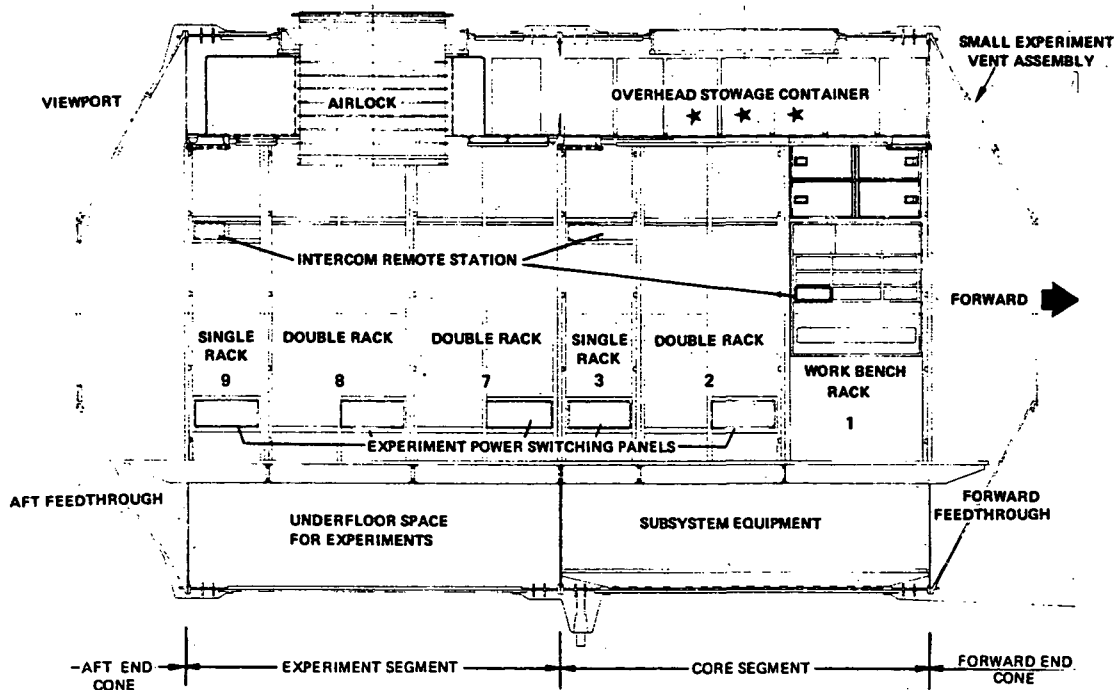 SMALL EXPERIMENT
VENT ASSEMBLY
VIEWPORT
AIRLOCK
OVERHEAD STOWAGE CONTAINER
INTERCOM REMOTE STATION
FORWARD
SINGLE
RACK
9
DOUBLE RACK
8
DOUBLE RACK
7
SINGLE
RACK
3
DOUBLE RACK
2
WORK BENCH
RACK
1
EXPERIMENT POWER SWITCHING PANELS
AFT FEEDTHROUGH
FORWARD
FEEDTHROUGH
UNDERFLOOR SPACE
FOR EXPERIMENTS
SUBSYSTEM EQUIPMENT
AFT END
CONE
EXPERIMENT SEGMENT
CORE SEGMENT
FORWARD END
CONE